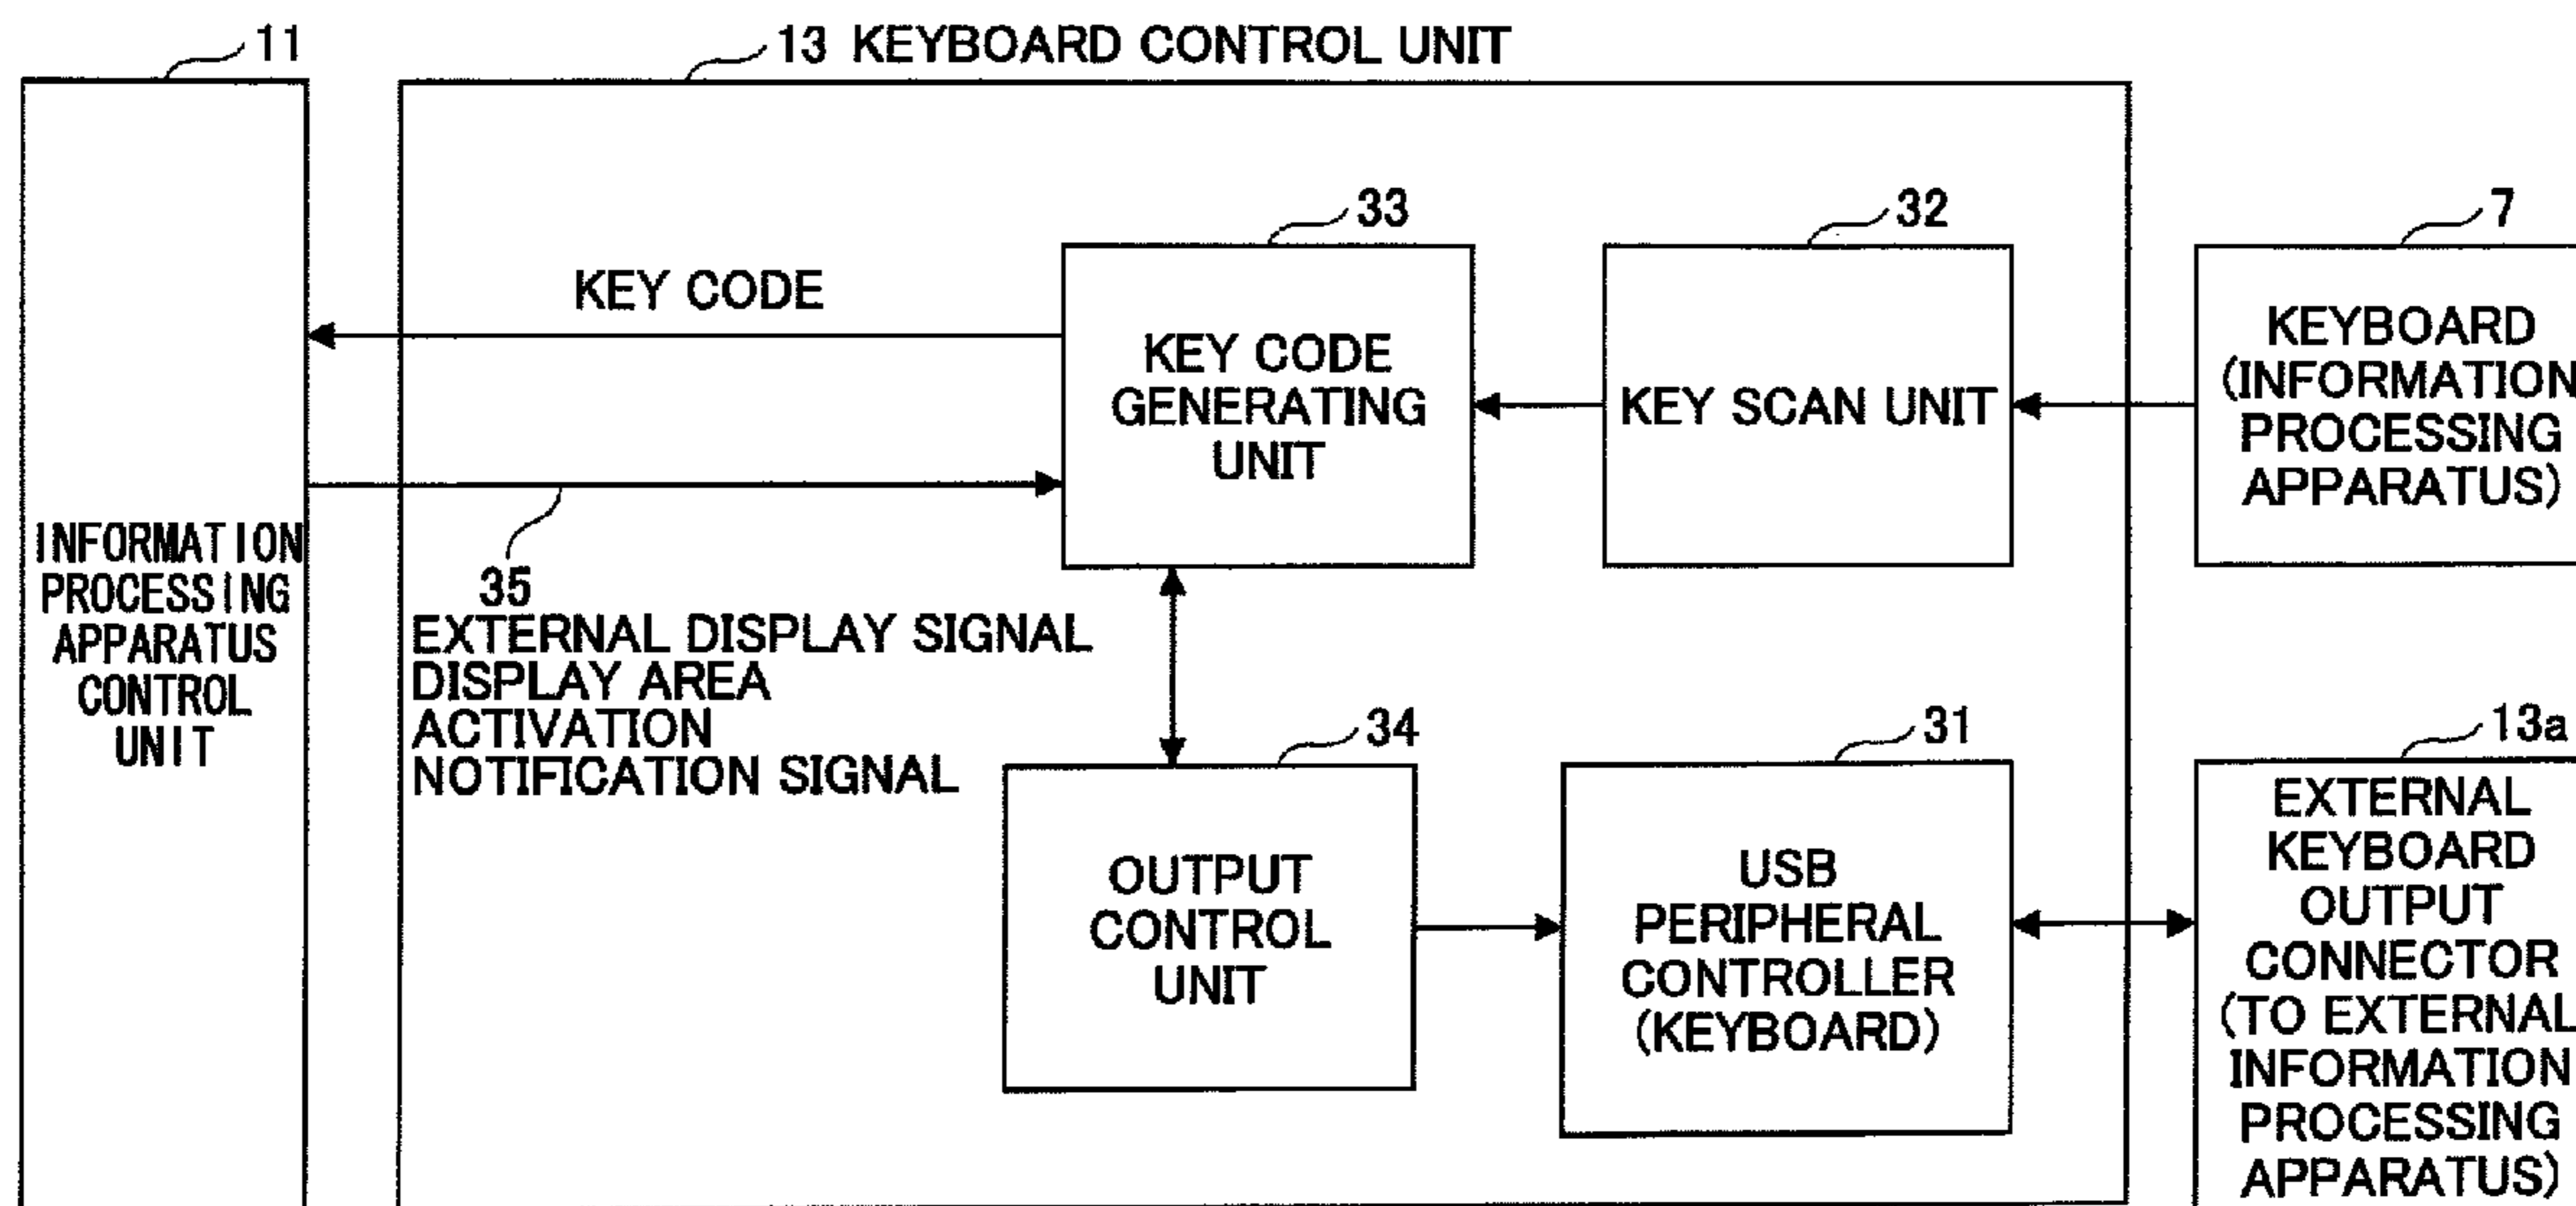 11
13 KEYBOARD CONTROL UNIT
33
32
7
KEY CODE
KEY CODE
GENERATING
UNIT
KEY SCAN UNIT
KEYBOARD
(INFORMATION
PROCESSING
APPARATUS)
INFORMATION
PROCESSING
APPARATUS
CONTROL
UNIT
35
EXTERNAL DISPLAY SIGNAL
DISPLAY AREA
ACTIVATION
NOTIFICATION SIGNAL
34
31
13a
OUTPUT
CONTROL
UNIT
USB
PERIPHERAL
CONTROLLER
(KEYBOARD)
EXTERNAL
KEYBOARD
OUTPUT
CONNECTOR
(TO EXTERNAL
INFORMATION
PROCESSING
APPARATUS)